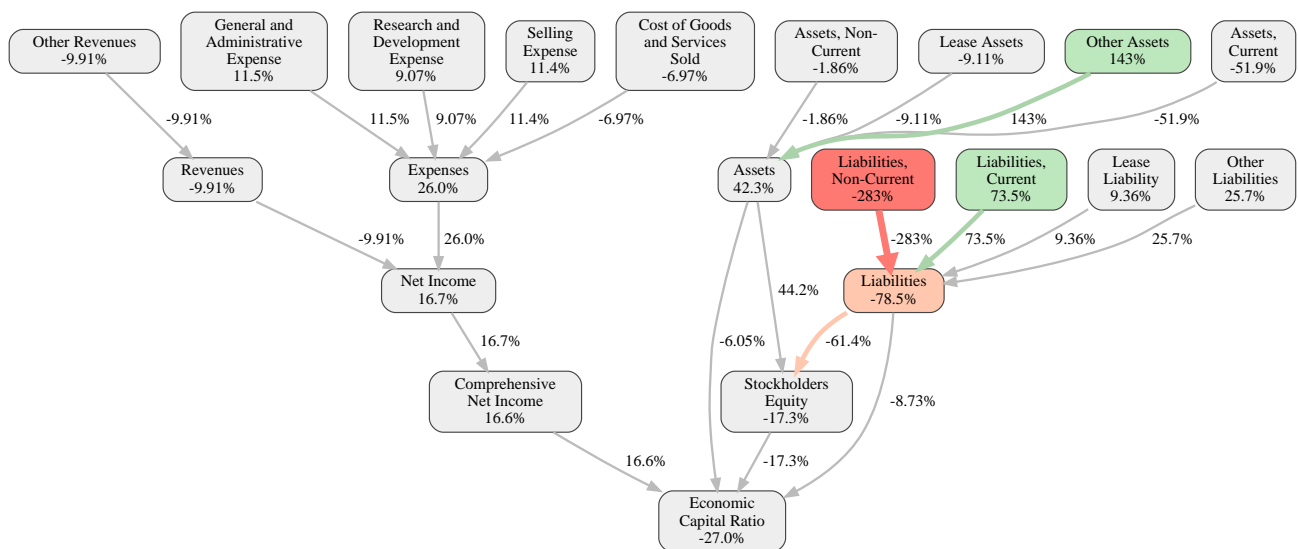 Other Revenues
-9.91%
General and
Administrative
Expense
11.5%
Research and
Development
Expense
9.07%
Selling
Expense
11.4%
Cost of Goods
and Services
Sold
-6.97%
Assets, Non-
Current
-1.86%
Lease Assets
-9.11%
Other Assets
143%
Assets,
Current
-51.9%
-9.91%
11.5%
9.07%
11.4%
-6.97%
-1.86%
-9.11%
143%
-51.9%
Revenues
-9.91%
Expenses
26.0%
Assets
42.3%
Liabilities,
Non-Current
-283%
Liabilities,
Current
73.5%
Lease
Liability
9.36%
Other
Liabilities
25.7%
-9.91%
26.0%
-283%
73.5%
9.36%
25.7%
Net Income
16.7%
44.2%
Liabilities
-78.5%
16.7%
-6.05%
-61.4%
Comprehensive
Net Income
16.6%
Stockholders
Equity
-17.3%
-8.73%
16.6%
-17.3%
Economic
Capital Ratio
-27.0%